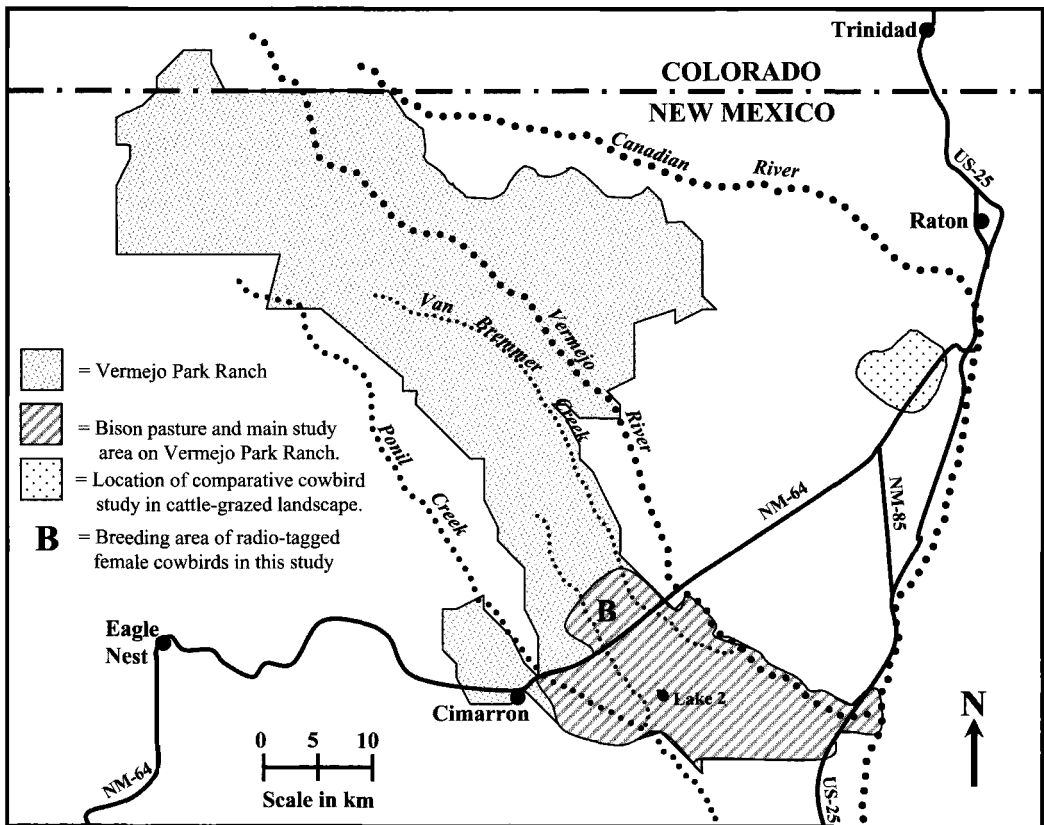 Trinidad
COLORADO
NEW MEXICO
Canadian River
US-25
Raton
Van Bremmer Creek
Vermejo River
= Vermejo Park Ranch
= Bison pasture and main study
area on Vermejo Park Ranch.
= Location of comparative cowbird
study in cattle-grazed landscape.
B = Breeding area of radio-tagged
female cowbirds in this study
Ponil Creek
NM-64
NM-85
B
Eagle
Nest
Lake 2
Cimarron
N
0 5 10
Scale in km
NM-64
US-25